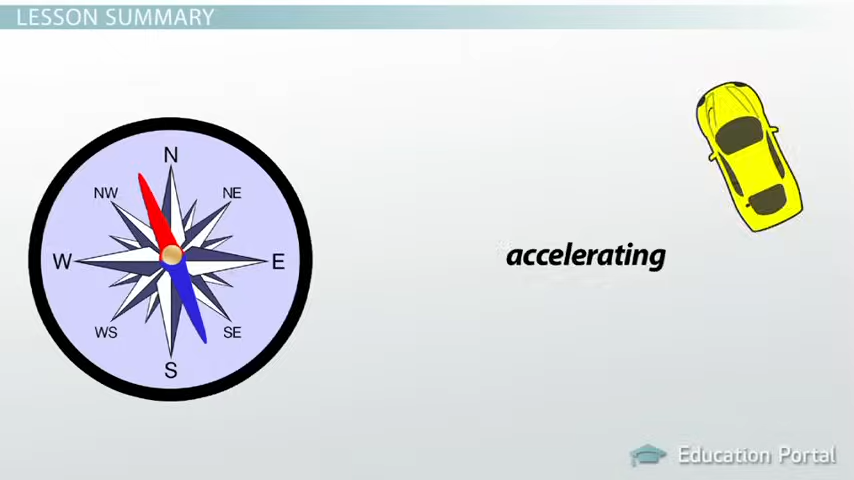 LESSON SUMMARY
N
NW
NE
W
E
accelerating
WS
SE
S
Education Portal